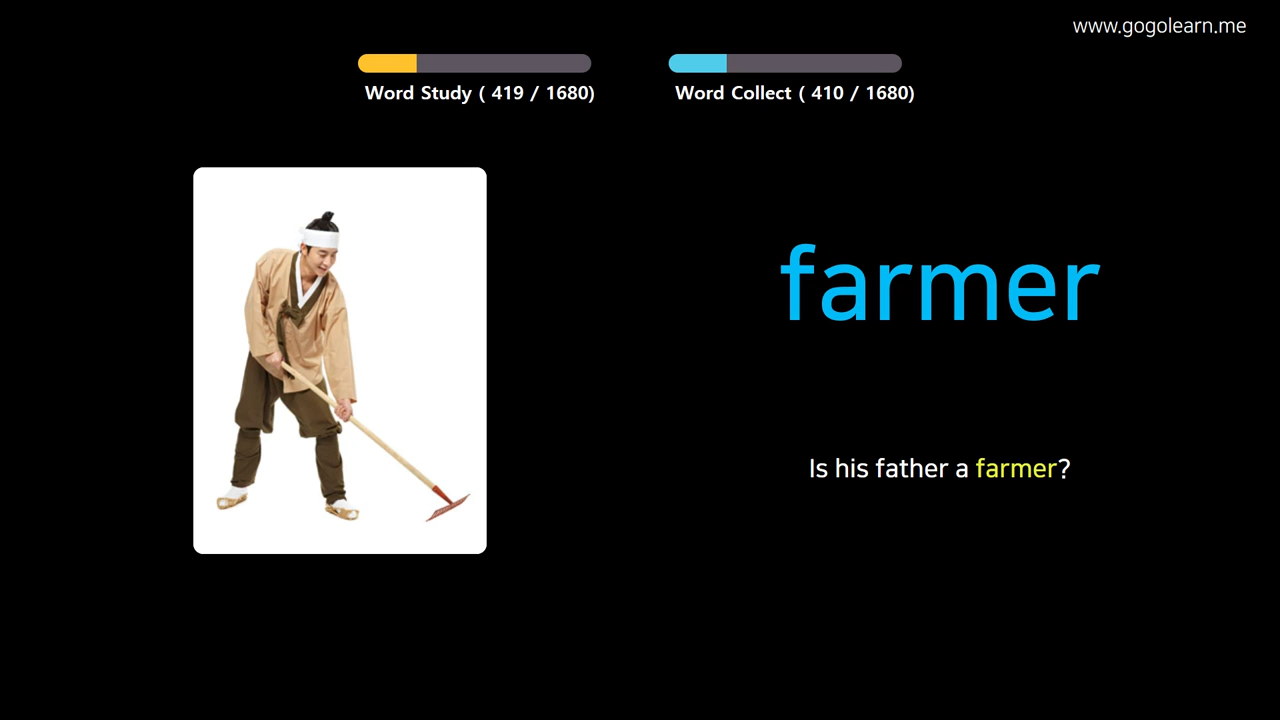 www.gogolearn.me
Word Study ( 419 / 1680)
Word Collect ( 410 / 1680)
farmer
Is his father a farmer?